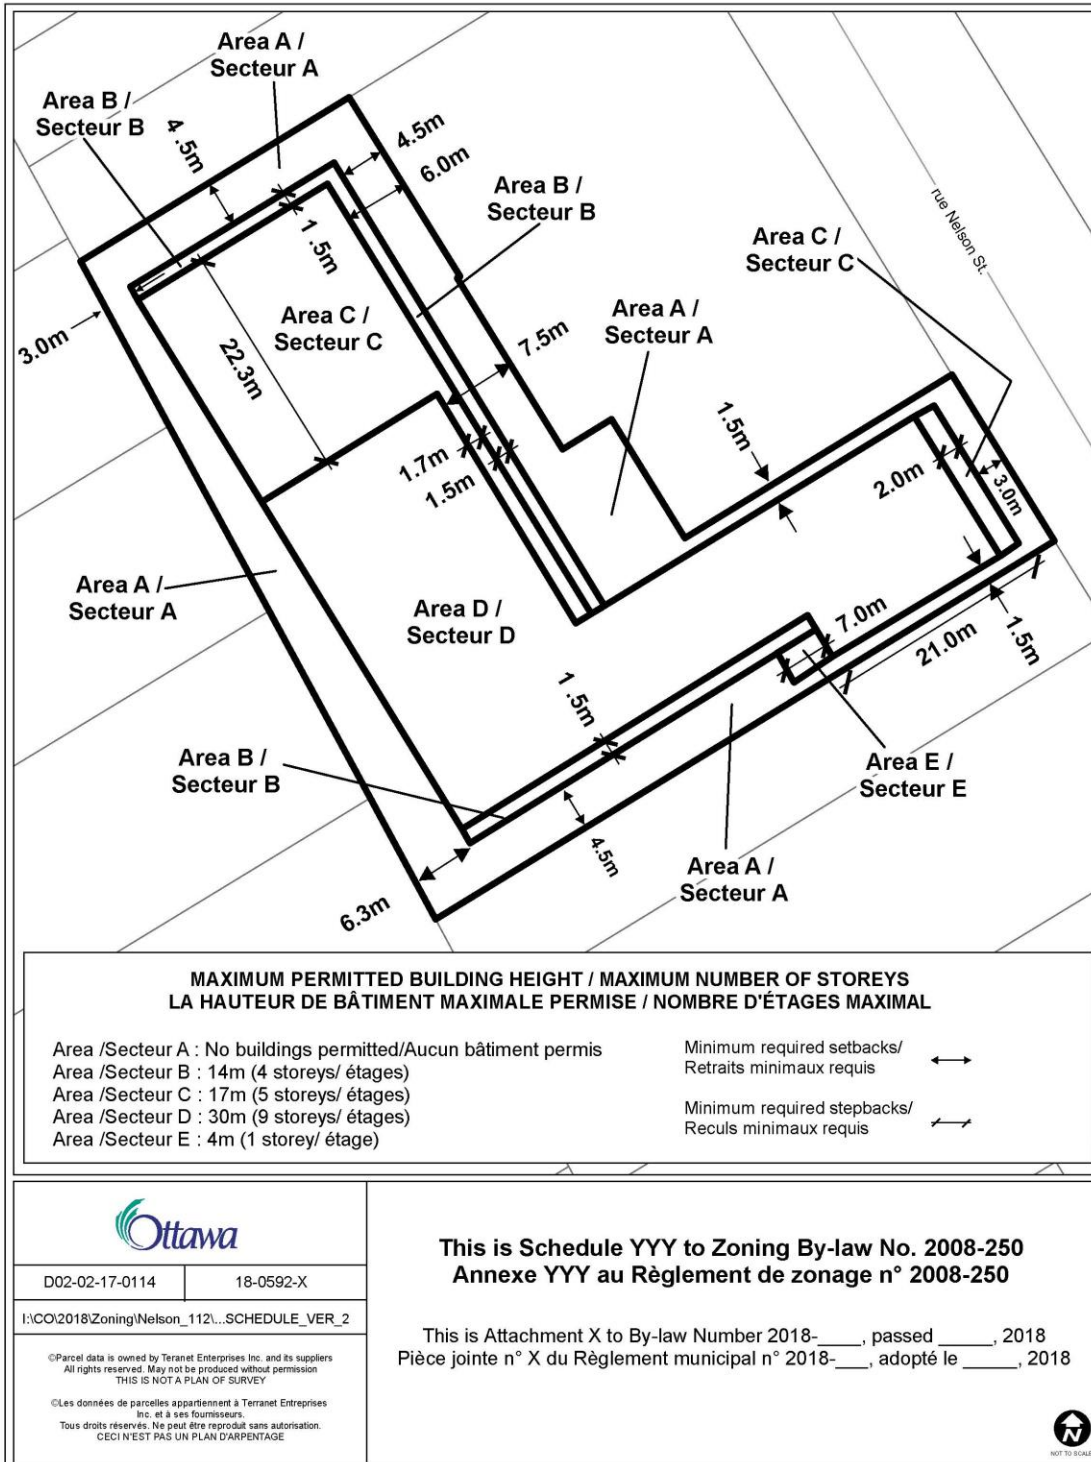 Area A /
Secteur A
Area B /
Secteur B
4.5m
4.5m
6.0m
Area B /
Secteur B
rue Nelson St.
Area C /
Secteur C
1.5m
Area C /
Secteur C
Area A /
Secteur A
3.0m
22.3m
7.5m
1.5m
1.7m
1.5m
2.0m
3.0m
Area A /
Secteur A
Area D /
Secteur D
7.0m
21.0m
1.5m
1.5m
Area B /
Secteur B
Area E /
Secteur E
4.5m
Area A /
Secteur A
6.3m
MAXIMUM PERMITTED BUILDING HEIGHT / MAXIMUM NUMBER OF STOREYS
LA HAUTEUR DE BÂTIMENT MAXIMALE PERMISE / NOMBRE D'ÉTAGES MAXIMAL
Area /Secteur A : No buildings permitted/Aucun bâtiment permis
Area /Secteur B : 14m (4 storeys/ étages)
Area /Secteur C : 17m (5 storeys/ étages)
Area /Secteur D : 30m (9 storeys/ étages)
Area /Secteur E : 4m (1 storey/ étage)
Minimum required setbacks/
Retraits minimaux requis
Minimum required stepbacks/
Reculs minimaux requis
Ottawa
D02-02-17-0114 18-0592-X
I:\CO\2018\Zoning\Nelson_112\...SCHEDULE_VER_2
©Parcel data is owned by Teranet Enterprises Inc. and its suppliers
All rights reserved. May not be produced without permission
THIS IS NOT A PLAN OF SURVEY
©Les données de parcelles appartiennent à Terranet Entreprises
Inc. et à ses fournisseurs.
Tous droits réservés. Ne peut être reproduit sans autorisation.
CECI N'EST PAS UN PLAN D'ARPENTAGE
This is Schedule YYY to Zoning By-law No. 2008-250
Annexe YYY au Règlement de zonage n° 2008-250
This is Attachment X to By-law Number 2018-____, passed _____, 2018
Pièce jointe n° X du Règlement municipal n° 2018-___, adopté le _____, 2018
N
NOT TO SCALE